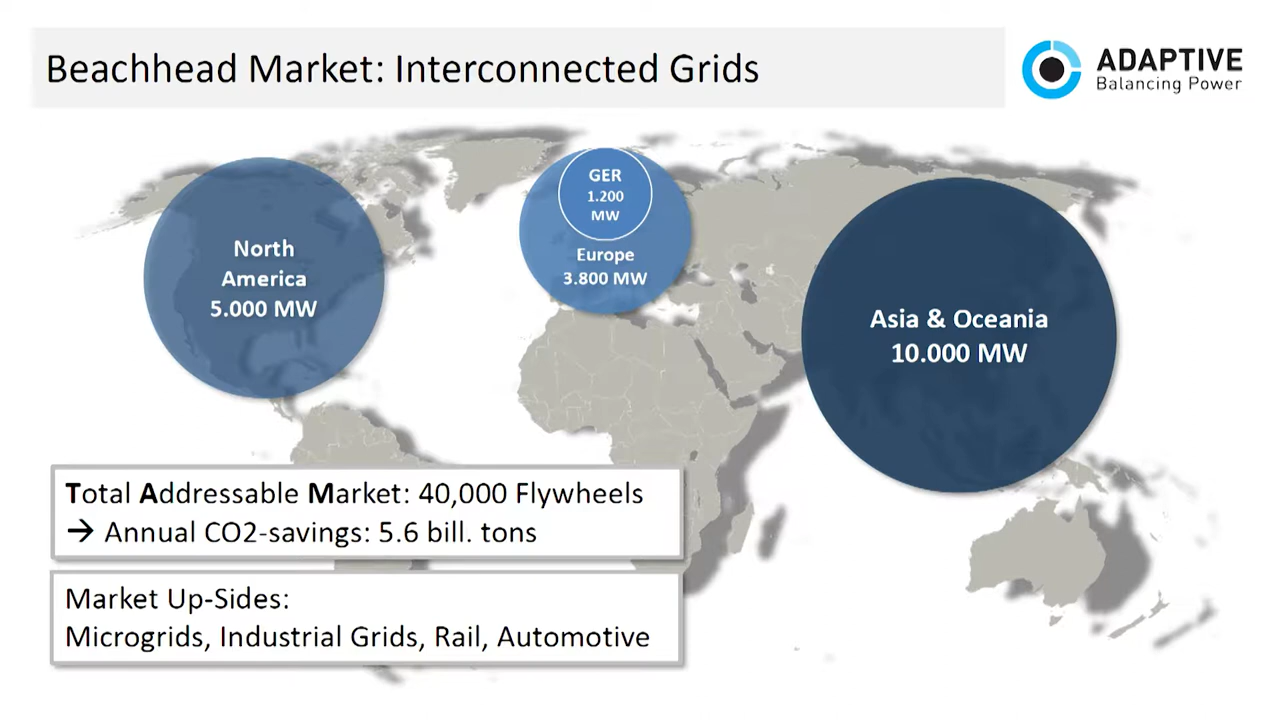 Beachhead Market: Interconnected Grids
ADAPTIVE
Balancing Power
North
America
5.000 MW
GER
1.200
MW
Europe
3.800 MW
Asia & Oceania
10.000 MW
Total Addressable Market: 40,000 Flywheels
→ Annual CO2-savings: 5.6 bill. tons
Market Up-Sides:
Microgrids, Industrial Grids, Rail, Automotive